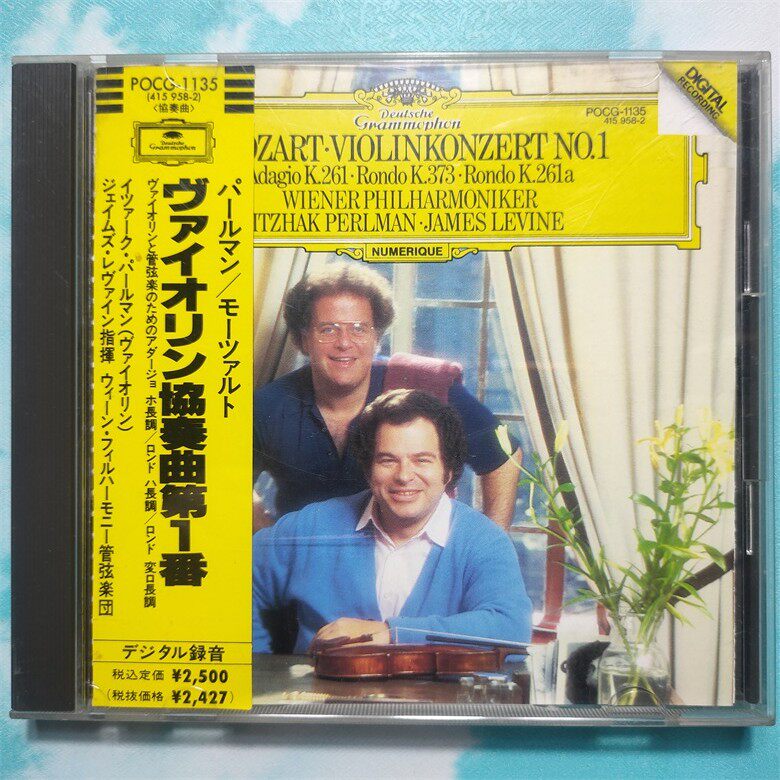 POCG-1135
(415 958-2)
〈協奏曲〉
Deutsche
Grammophon
パールマン／モーツァルト
ヴァイオリン協奏曲第1番
ヴァイオリンと管弦楽のためのアダージョ ホ長調／ロンド ハ長調／ロンド 変ロ長調
イツァーク・パールマン(ヴァイオリン)
ジェイムズ・レヴァイン指揮 ウィーン・フィルハーモニー管弦楽団
デジタル録音
税込定価 ¥2,500
(税抜価格 ¥2,427)
Deutsche
Grammophon
POCG-1135
415 958-2
DIGITAL
RECORDING
OZART·VIOLINKONZERT NO.1
Adagio K.261·Rondo K.373·Rondo K.261a
WIENER PHILHARMONIKER
ITZHAK PERLMAN·JAMES LEVINE
NUMERIQUE